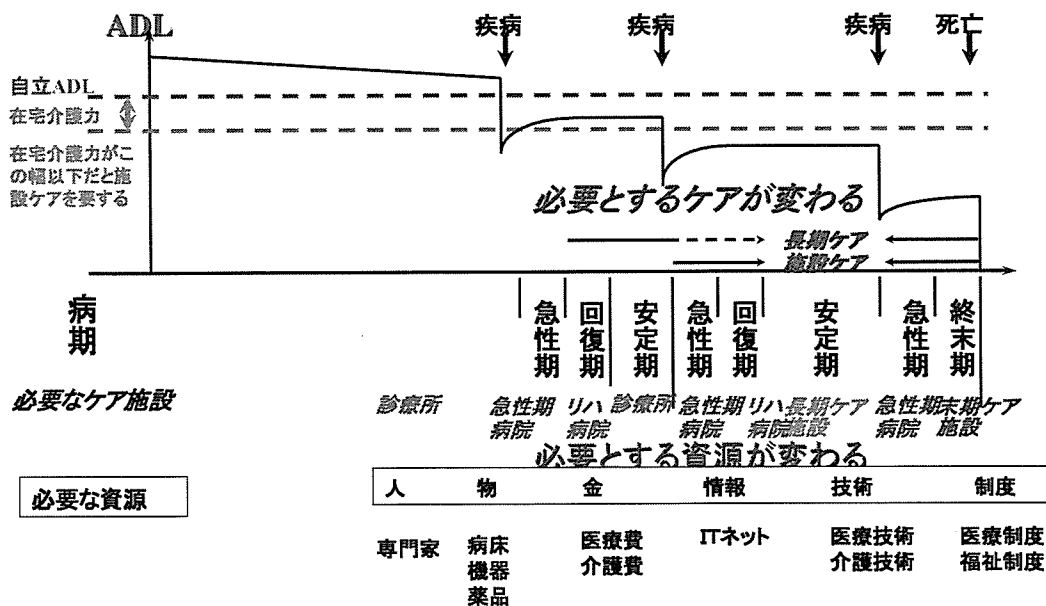 ADL
疾病 疾病 疾病 死亡
自立ADL
在宅介護力
在宅介護力がこ
の幅以下だと施
設ケアを要する
必要とするケアが変わる
長期ケア
施設ケア
病期
急性期 回復期 安定期 急性期 回復期 安定期 急性期 終末期
必要なケア施設
診療所 急性期病院 リハ病院 診療所 急性期病院 リハ病院 長期ケア施設 急性期病院 末期ケア施設
必要とする資源が変わる
必要な資源
人 物 金 情報 技術 制度
専門家 病床 医療費 ITネット 医療技術 医療制度
機器 介護費 介護技術 福祉制度
薬品